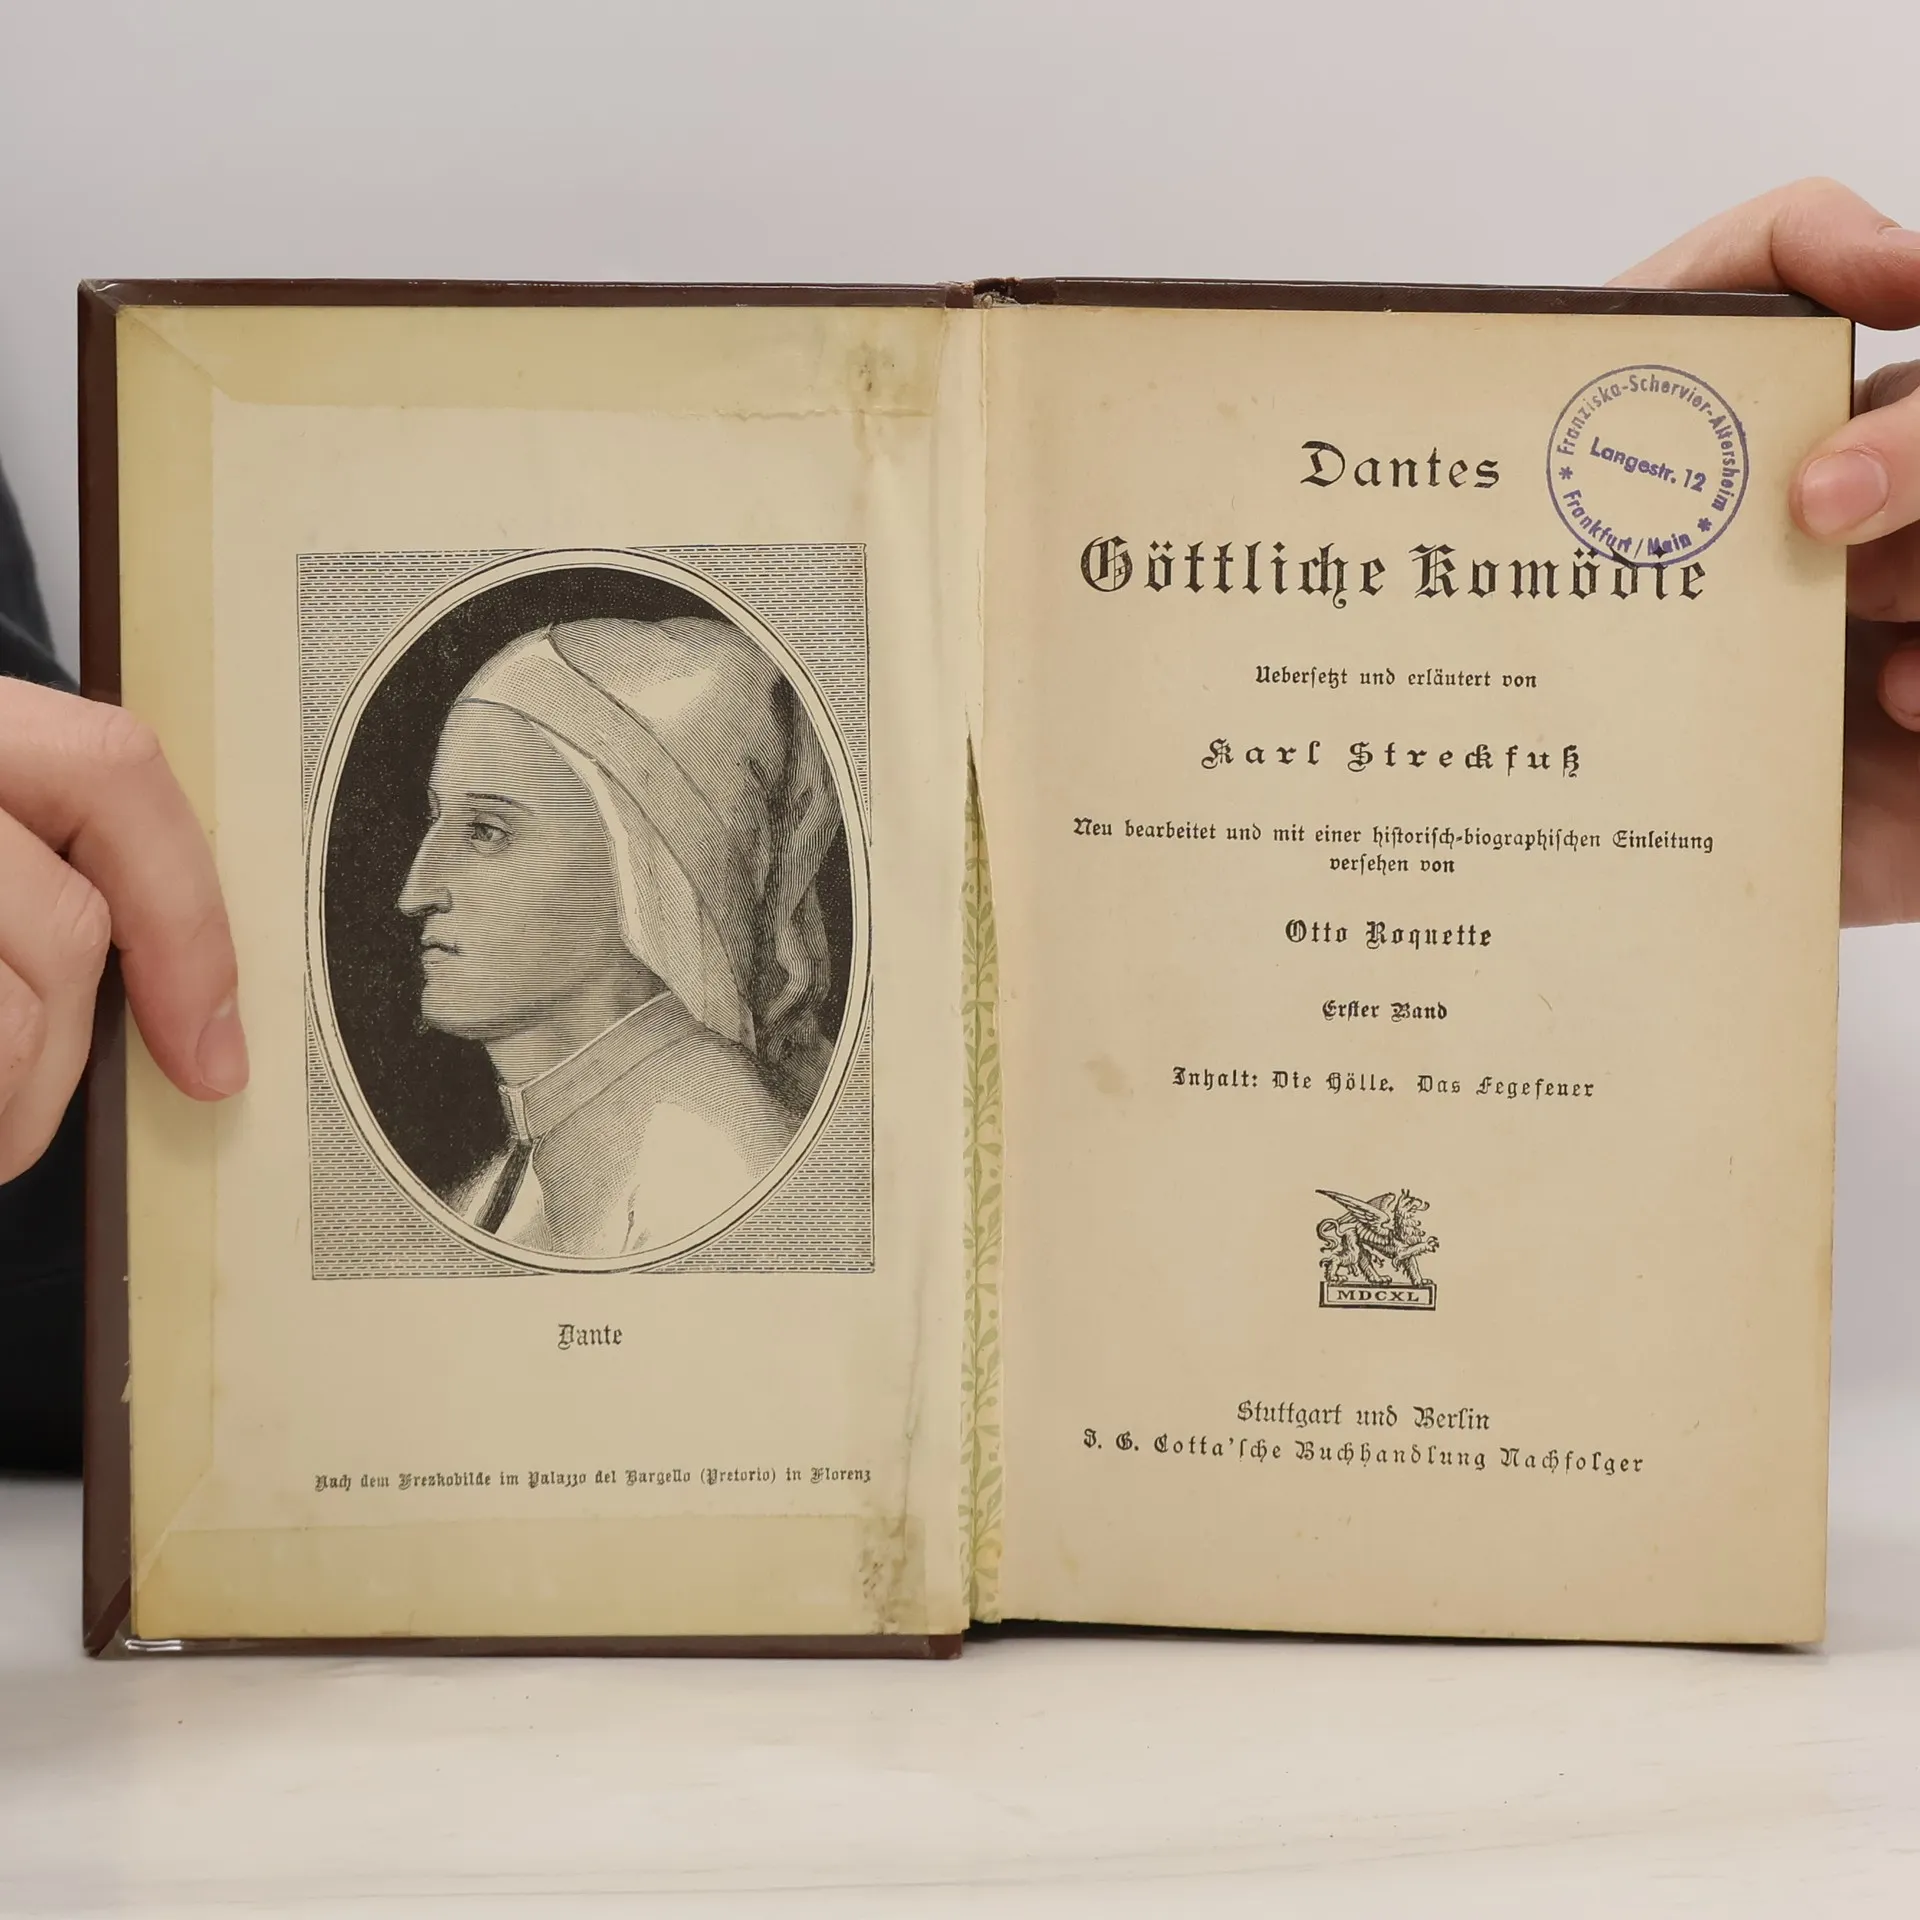 Dante
Nach dem Freskobilde im Palazzo del Bargello (Pretorio) in Florenz
Franziska-Schervier-Altersheim
Langestr. 12
* Frankfurt/Main *
Dantes
Göttliche Komödie
Uebersetzt und erläutert von
Karl Streckfuß
Neu bearbeitet und mit einer historisch-biographischen Einleitung
versehen von
Otto Roquette
Erster Band
Inhalt: Die Hölle. Das Fegefeuer
MDCXL
Stuttgart und Berlin
J. G. Cotta'sche Buchhandlung Nachfolger